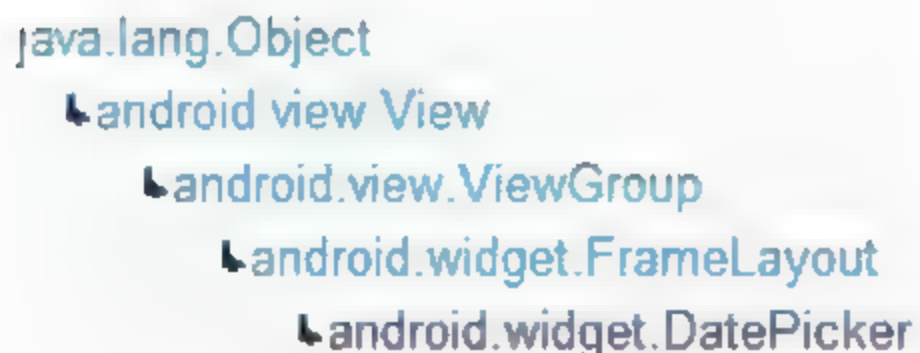 java.lang.Object
android view View
android.view.ViewGroup
android.widget.FrameLayout
android.widget.DatePicker